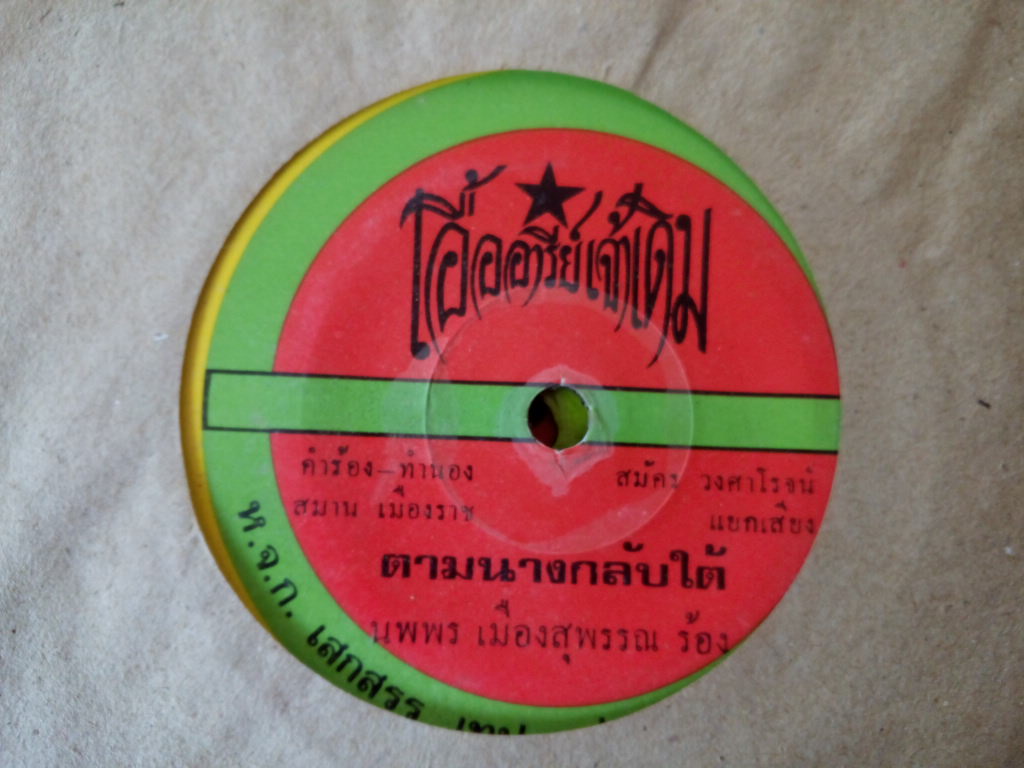 เอื้ออารีย์เจ้าเดิม
คำร้อง-ทำนอง
สมาน เมืองราช
สมัคร วงศาโรจน์
แยกเสียง
ตามนางกลับใต้
นพพร เมืองสุพรรณ ร้อง
ห.จ.ก. เสกสรร